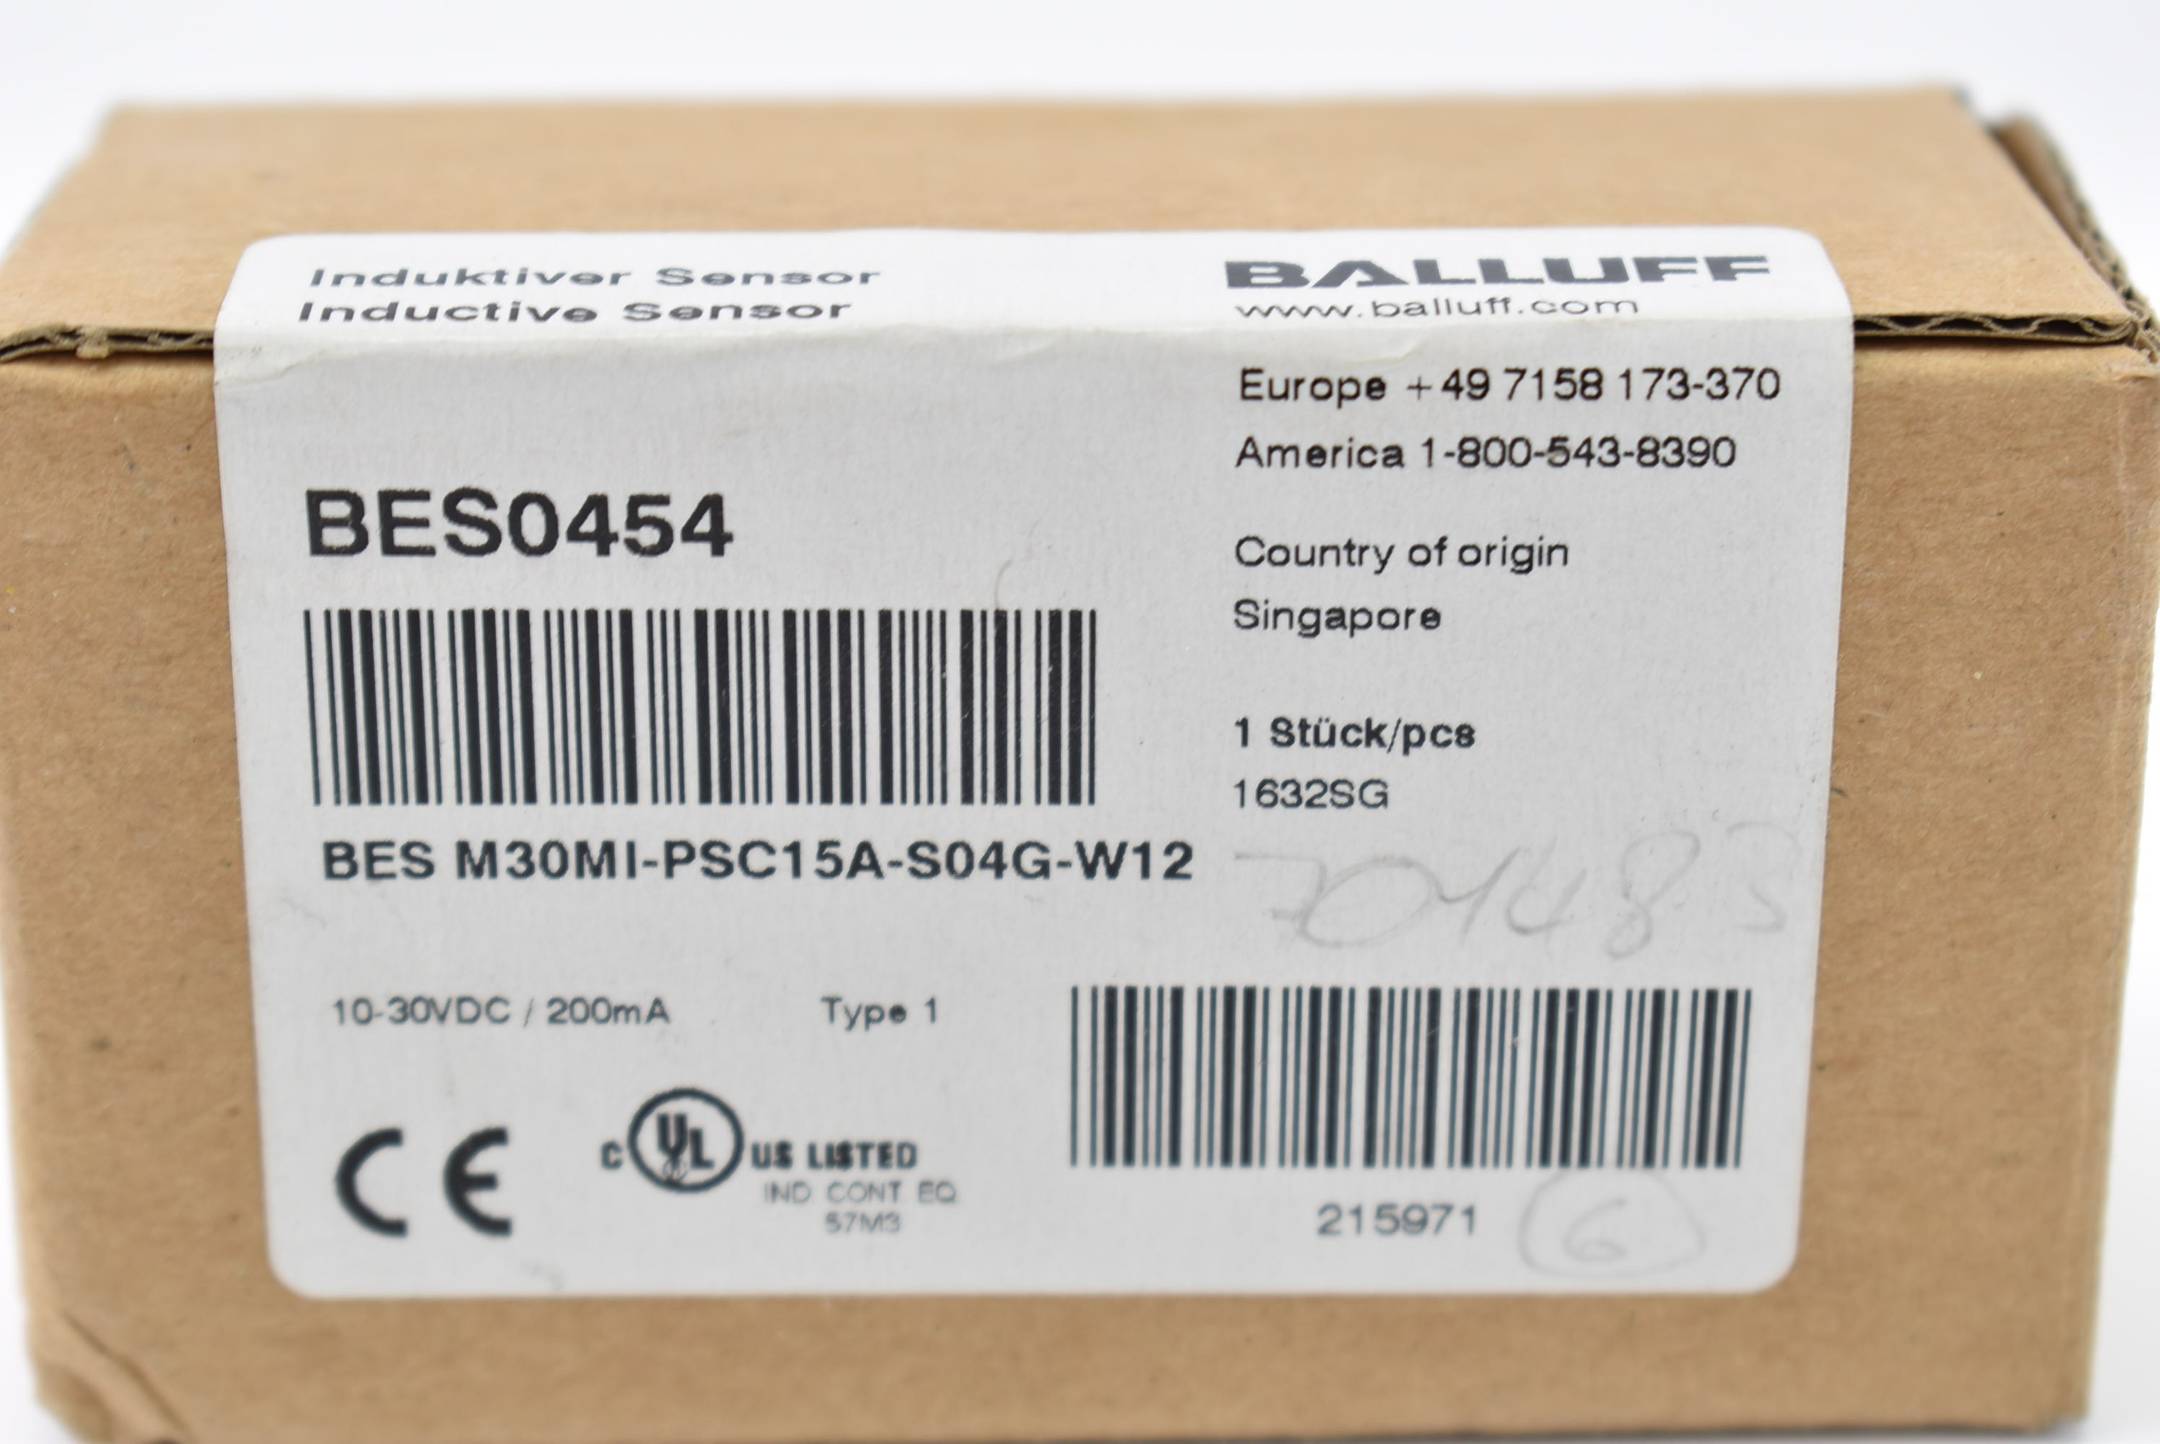 Induktiver Sensor
Inductive Sensor
BALLUFF
www.balluff.com
Europe +49 7158 173-370
America 1-800-543-8390
BES0454
Country of origin
Singapore
1 Stück/pcs
1632SG
BES M30MI-PSC15A-S04G-W12
70483
10-30VDC / 200mA Type 1
CE
C UL US LISTED
IND CONT EQ
57M3
215971
6